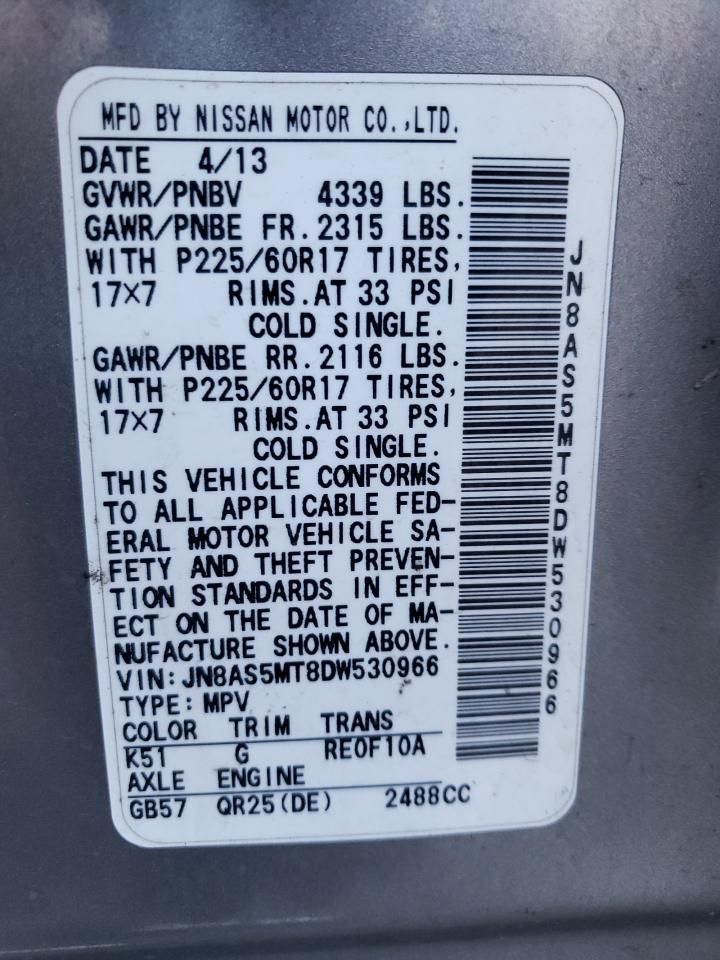 MFD BY NISSAN MOTOR CO.,LTD.
DATE 4/13
GVWR/PNBV 4339 LBS.
GAWR/PNBE FR.2315 LBS.
WITH P225/60R17 TIRES,
17×7 RIMS.AT 33 PSI
COLD SINGLE.
GAWR/PNBE RR.2116 LBS.
WITH P225/60R17 TIRES,
17×7 RIMS.AT 33 PSI
COLD SINGLE.
THIS VEHICLE CONFORMS
TO ALL APPLICABLE FED-
ERAL MOTOR VEHICLE SA-
FETY AND THEFT PREVEN-
TION STANDARDS IN EFF-
ECT ON THE DATE OF MA-
NUFACTURE SHOWN ABOVE.
VIN:JN8AS5MT8DW530966
TYPE:MPV
COLOR TRIM TRANS
K51 G RE0F10A
AXLE ENGINE
GB57 QR25(DE) 2488CC
JN8AS5MT8DW530966